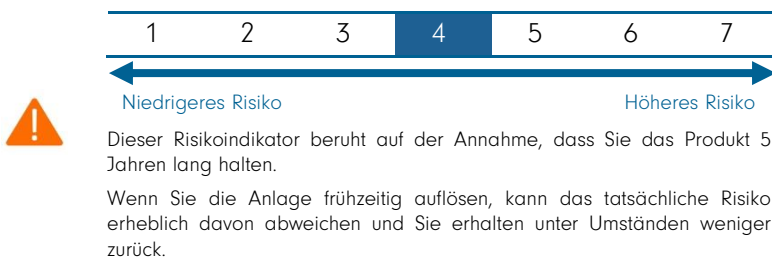 1 2 3 4 5 6 7
Niedrigeres Risiko Höheres Risiko
Dieser Risikoindikator beruht auf der Annahme, dass Sie das Produkt 5
Jahren lang halten.
Wenn Sie die Anlage frühzeitig auflösen, kann das tatsächliche Risiko
erheblich davon abweichen und Sie erhalten unter Umständen weniger
zurück.